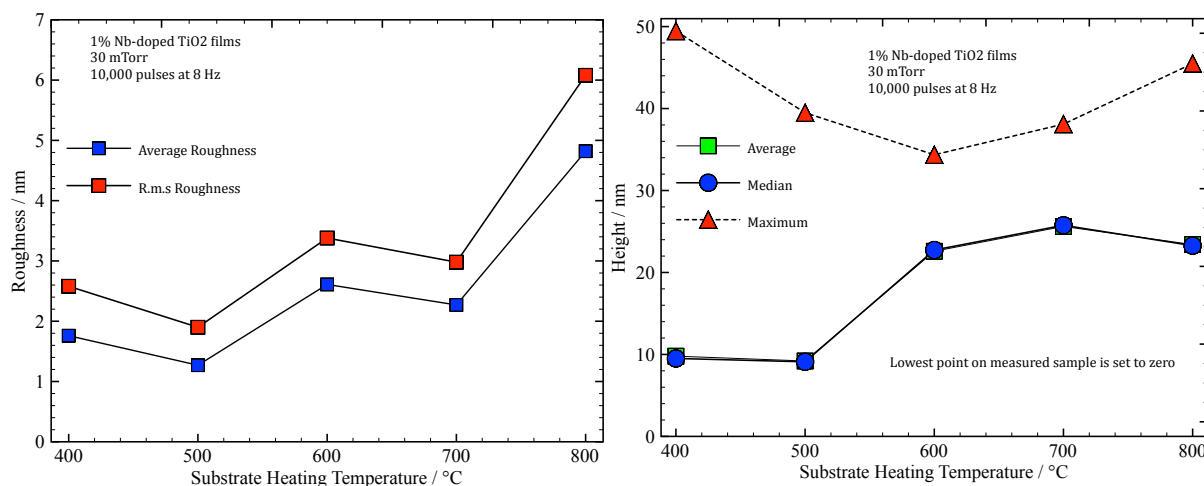 7
6
5
4
3
2
1
0
Roughness / nm
1% Nb-doped TiO2 films
30 mTorr
10,000 pulses at 8 Hz
Average Roughness
R.m.s Roughness
400 500 600 700 800
Substrate Heating Temperature / °C
50
40
30
20
10
0
Height / nm
1% Nb-doped TiO2 films
30 mTorr
10,000 pulses at 8 Hz
Average
Median
Maximum
Lowest point on measured sample is set to zero
400 500 600 700 800
Substrate Heating Temperature / °C